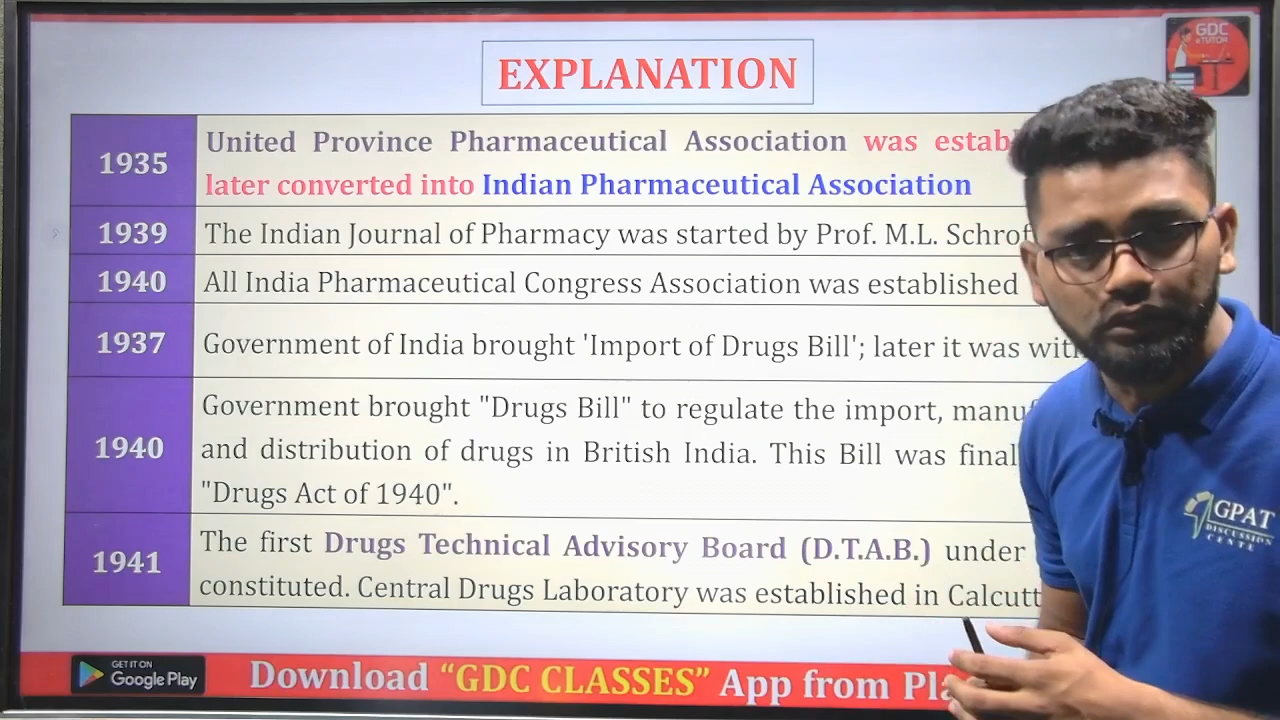 GDC
eTUTOR
EXPLANATION
1935
United Province Pharmaceutical Association was estab
later converted into Indian Pharmaceutical Association
1939
The Indian Journal of Pharmacy was started by Prof. M.L. Schrof
1940
All India Pharmaceutical Congress Association was established
1937
Government of India brought 'Import of Drugs Bill'; later it was with
1940
Government brought "Drugs Bill" to regulate the import, manuf
and distribution of drugs in British India. This Bill was final
"Drugs Act of 1940".
1941
The first Drugs Technical Advisory Board (D.T.A.B.) under
constituted. Central Drugs Laboratory was established in Calcutt
GPAT
DISCUSSION
CENTE
GET IT ON
Google Play
Download "GDC CLASSES" App from Pla